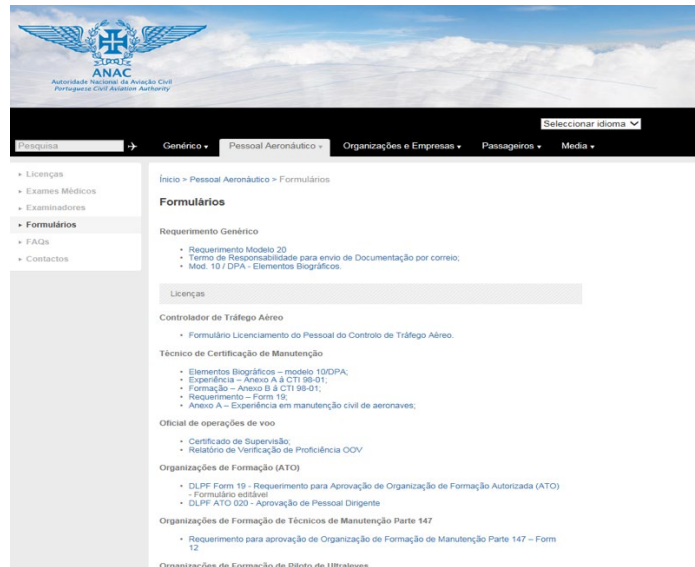 ANAC
Autoridade Nacional da Aviação Civil
Portuguese Civil Aviation Authority
Seleccionar idioma
Pesquisa
Genérico
Pessoal Aeronáutico
Organizações e Empresas
Passageiros
Media
Licenças
Exames Médicos
Examinadores
Formulários
FAQs
Contactos
Ínicio > Pessoal Aeronáutico > Formulários
Formulários
Requerimento Genérico
Requerimento Modelo 20
Termo de Responsabilidade para envio de Documentação por correio;
Mod. 10 / DPA - Elementos Biográficos.
Licenças
Controlador de Tráfego Aéreo
Formulário Licenciamento do Pessoal do Controlo de Tráfego Aéreo.
Técnico de Certificação de Manutenção
Elementos Biográficos – modelo 10/DPA;
Experiência – Anexo A á CTI 98-01;
Formação – Anexo B á CTI 98-01;
Requerimento – Form 19;
Anexo A – Experiência em manutenção civil de aeronaves;
Oficial de operações de voo
Certificado de Supervisão;
Relatório de Verificação de Proficiência OOV
Organizações de Formação (ATO)
DLPF Form 19 - Requerimento para Aprovação de Organização de Formação Autorizada (ATO)
- Formulário editável
DLPF ATO 020 - Aprovação de Pessoal Dirigente
Organizações de Formação de Técnicos de Manutenção Parte 147
Requerimento para aprovação de Organização de Formação de Manutenção Parte 147 – Form
12
Organizações de Formação de Piloto de Ultraleves